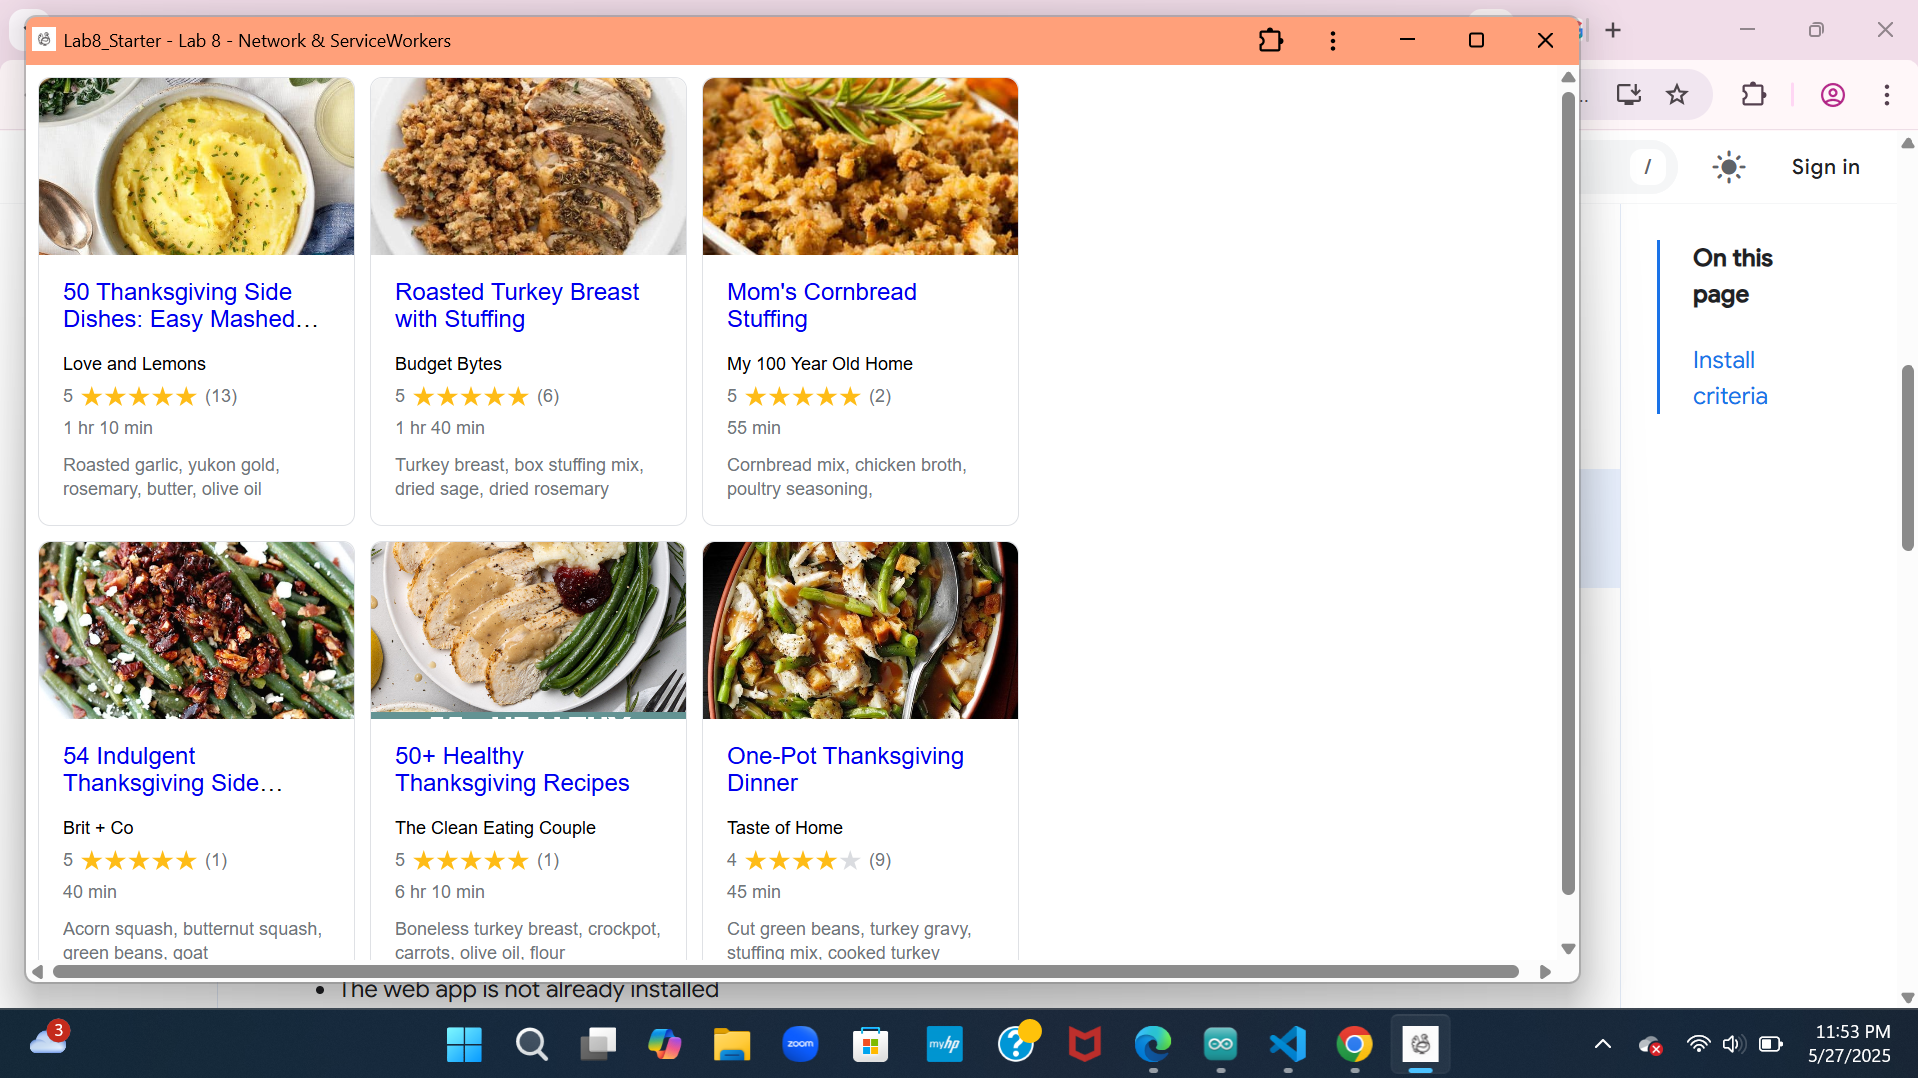 Lab8_Starter - Lab 8 - Network & ServiceWorkers
50 Thanksgiving Side
Dishes: Easy Mashed…
Love and Lemons
5 (13)
1 hr 10 min
Roasted garlic, yukon gold,
rosemary, butter, olive oil
Roasted Turkey Breast
with Stuffing
Budget Bytes
5 (6)
1 hr 40 min
Turkey breast, box stuffing mix,
dried sage, dried rosemary
Mom's Cornbread
Stuffing
My 100 Year Old Home
5 (2)
55 min
Cornbread mix, chicken broth,
poultry seasoning,
54 Indulgent
Thanksgiving Side…
Brit + Co
5 (1)
40 min
Acorn squash, butternut squash,
green beans, goat
50+ Healthy
Thanksgiving Recipes
The Clean Eating Couple
5 (1)
6 hr 10 min
Boneless turkey breast, crockpot,
carrots, olive oil, flour
One-Pot Thanksgiving
Dinner
Taste of Home
4 (9)
45 min
Cut green beans, turkey gravy,
stuffing mix, cooked turkey
/
Sign in
On this
page
Install
criteria
The web app is not already installed
3
zoom
myhp
11:53 PM
5/27/2025